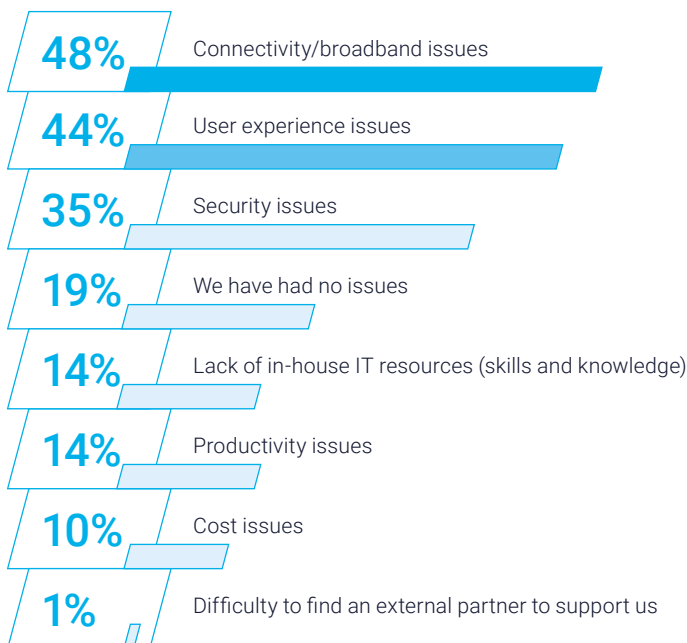 48% Connectivity/broadband issues
44% User experience issues
35% Security issues
19% We have had no issues
14% Lack of in-house IT resources (skills and knowledge)
14% Productivity issues
10% Cost issues
1% Difficulty to find an external partner to support us